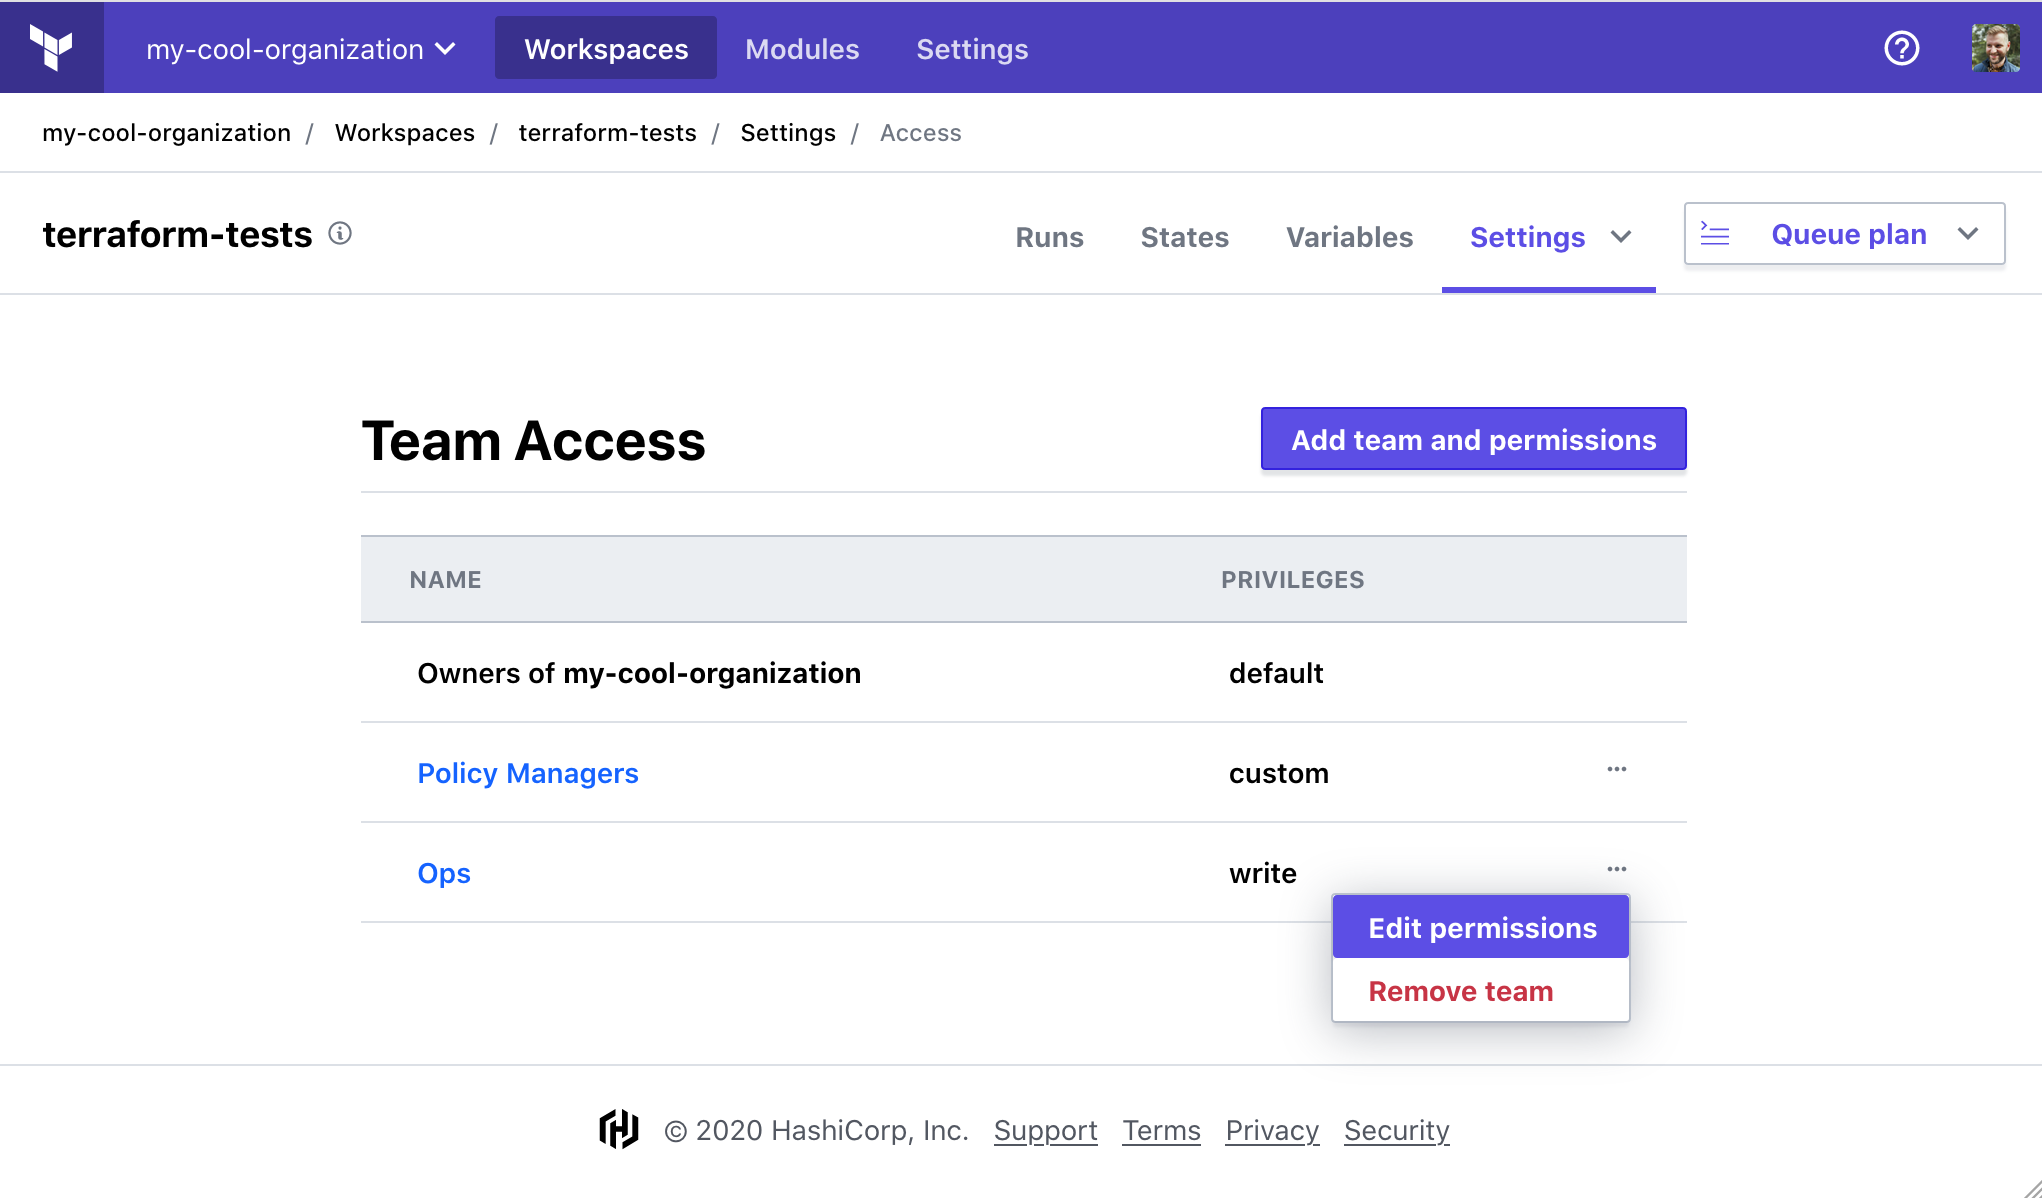 my-cool-organization Workspaces Modules Settings
my-cool-organization / Workspaces / terraform-tests / Settings / Access
terraform-tests Runs States Variables Settings Queue plan
Team Access Add team and permissions
NAME PRIVILEGES
Owners of my-cool-organization default
Policy Managers custom ...
Ops write ...
Edit permissions
Remove team
© 2020 HashiCorp, Inc. Support Terms Privacy Security